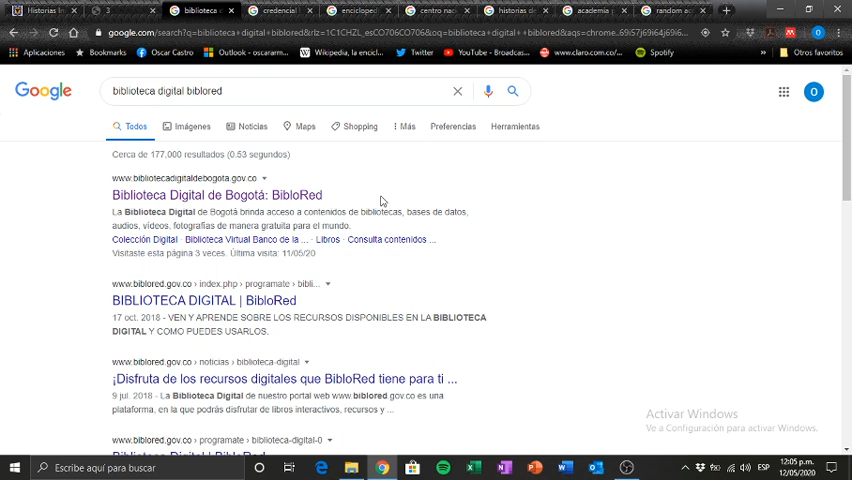 Historias In
3
biblioteca d
credencial h
enciclopedi
centro naci
historias de
academia p
random aca
google.com/search?q=biblioteca+digital+biblored&rlz=1C1CHZL_esCO706CO706&oq=biblioteca+digital++biblored&aqs=chrome..69i57j69i64j69i6...
Aplicaciones
Bookmarks
Oscar Castro
Outlook - oscararm...
Wikipedia, la encicl...
Twitter
YouTube - Broadcas...
www.claro.com.co/...
Spotify
»
Otros favoritos
Google
biblioteca digital biblored
O
Todos
Imágenes
Noticias
Maps
Shopping
Más
Preferencias
Herramientas
Cerca de 177,000 resultados (0.53 segundos)
www.bibliotecadigitaldebogota.gov.co
Biblioteca Digital de Bogotá: BibloRed
La Biblioteca Digital de Bogotá brinda acceso a contenidos de bibliotecas, bases de datos,
audios, vídeos, fotografías de manera gratuita para el mundo.
Colección Digital · Biblioteca Virtual Banco de la ... · Libros · Consulta contenidos ...
Visitaste esta página 3 veces. Última visita: 11/05/20
www.biblored.gov.co › index.php › programate › bibli...
BIBLIOTECA DIGITAL | BibloRed
17 oct. 2018 - VEN Y APRENDE SOBRE LOS RECURSOS DISPONIBLES EN LA BIBLIOTECA
DIGITAL Y COMO PUEDES USARLOS.
www.biblored.gov.co › noticias › biblioteca-digital
¡Disfruta de los recursos digitales que BibloRed tiene para ti ...
9 jul. 2018 - La Biblioteca Digital de nuestro portal web www.biblored.gov.co es una
plataforma, en la que podrás disfrutar de libros interactivos, recursos y ...
www.biblored.gov.co › programate › biblioteca-digital-0
Biblioteca Digital | BibloRed
Activar Windows
Ve a Configuración para activar Windows.
Escribe aquí para buscar
ESP
12:05 p.m.
12/05/2020